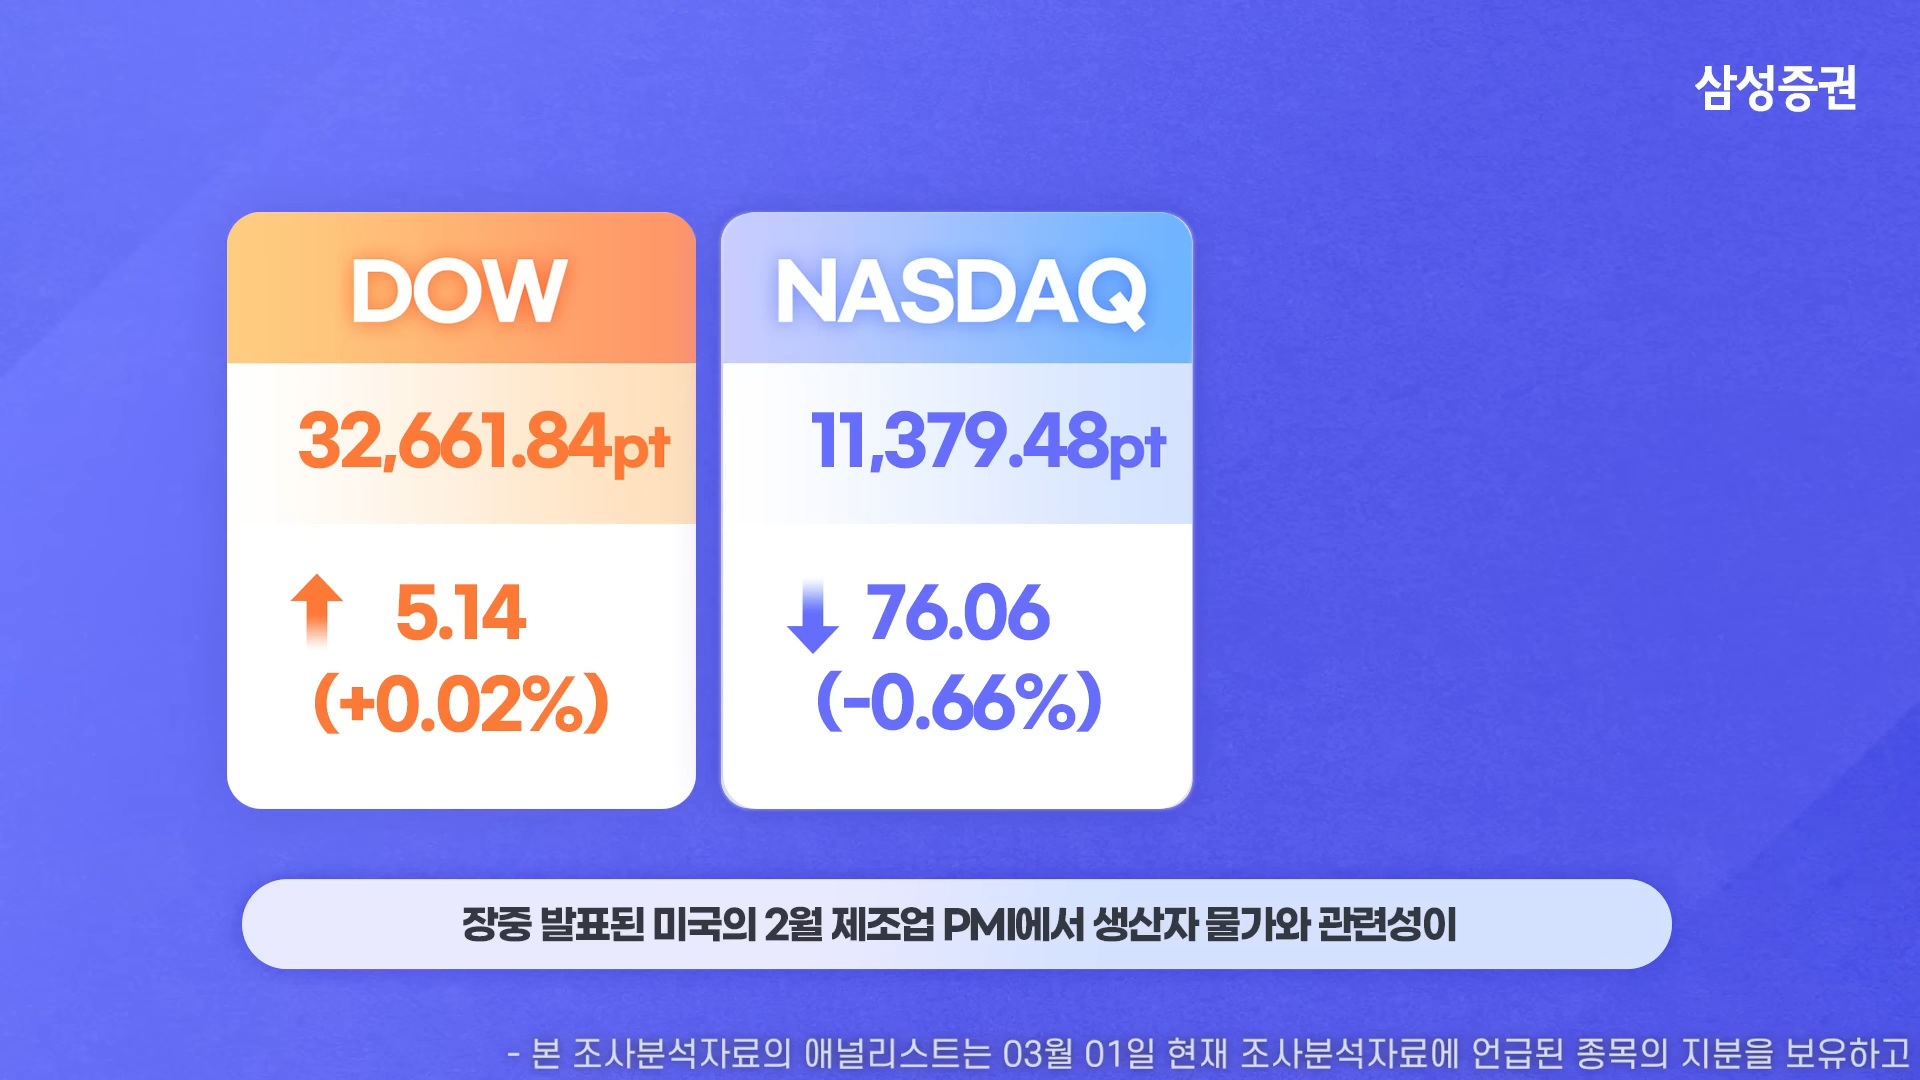 삼성증권
DOW
32,661.84pt
5.14
(+0.02%)
NASDAQ
11,379.48pt
76.06
(-0.66%)
장중 발표된 미국의 2월 제조업 PMI에서 생산자 물가와 관련성이
- 본 조사분석자료의 애널리스트는 03월 01일 현재 조사분석자료에 언급된 종목의 지분을 보유하고